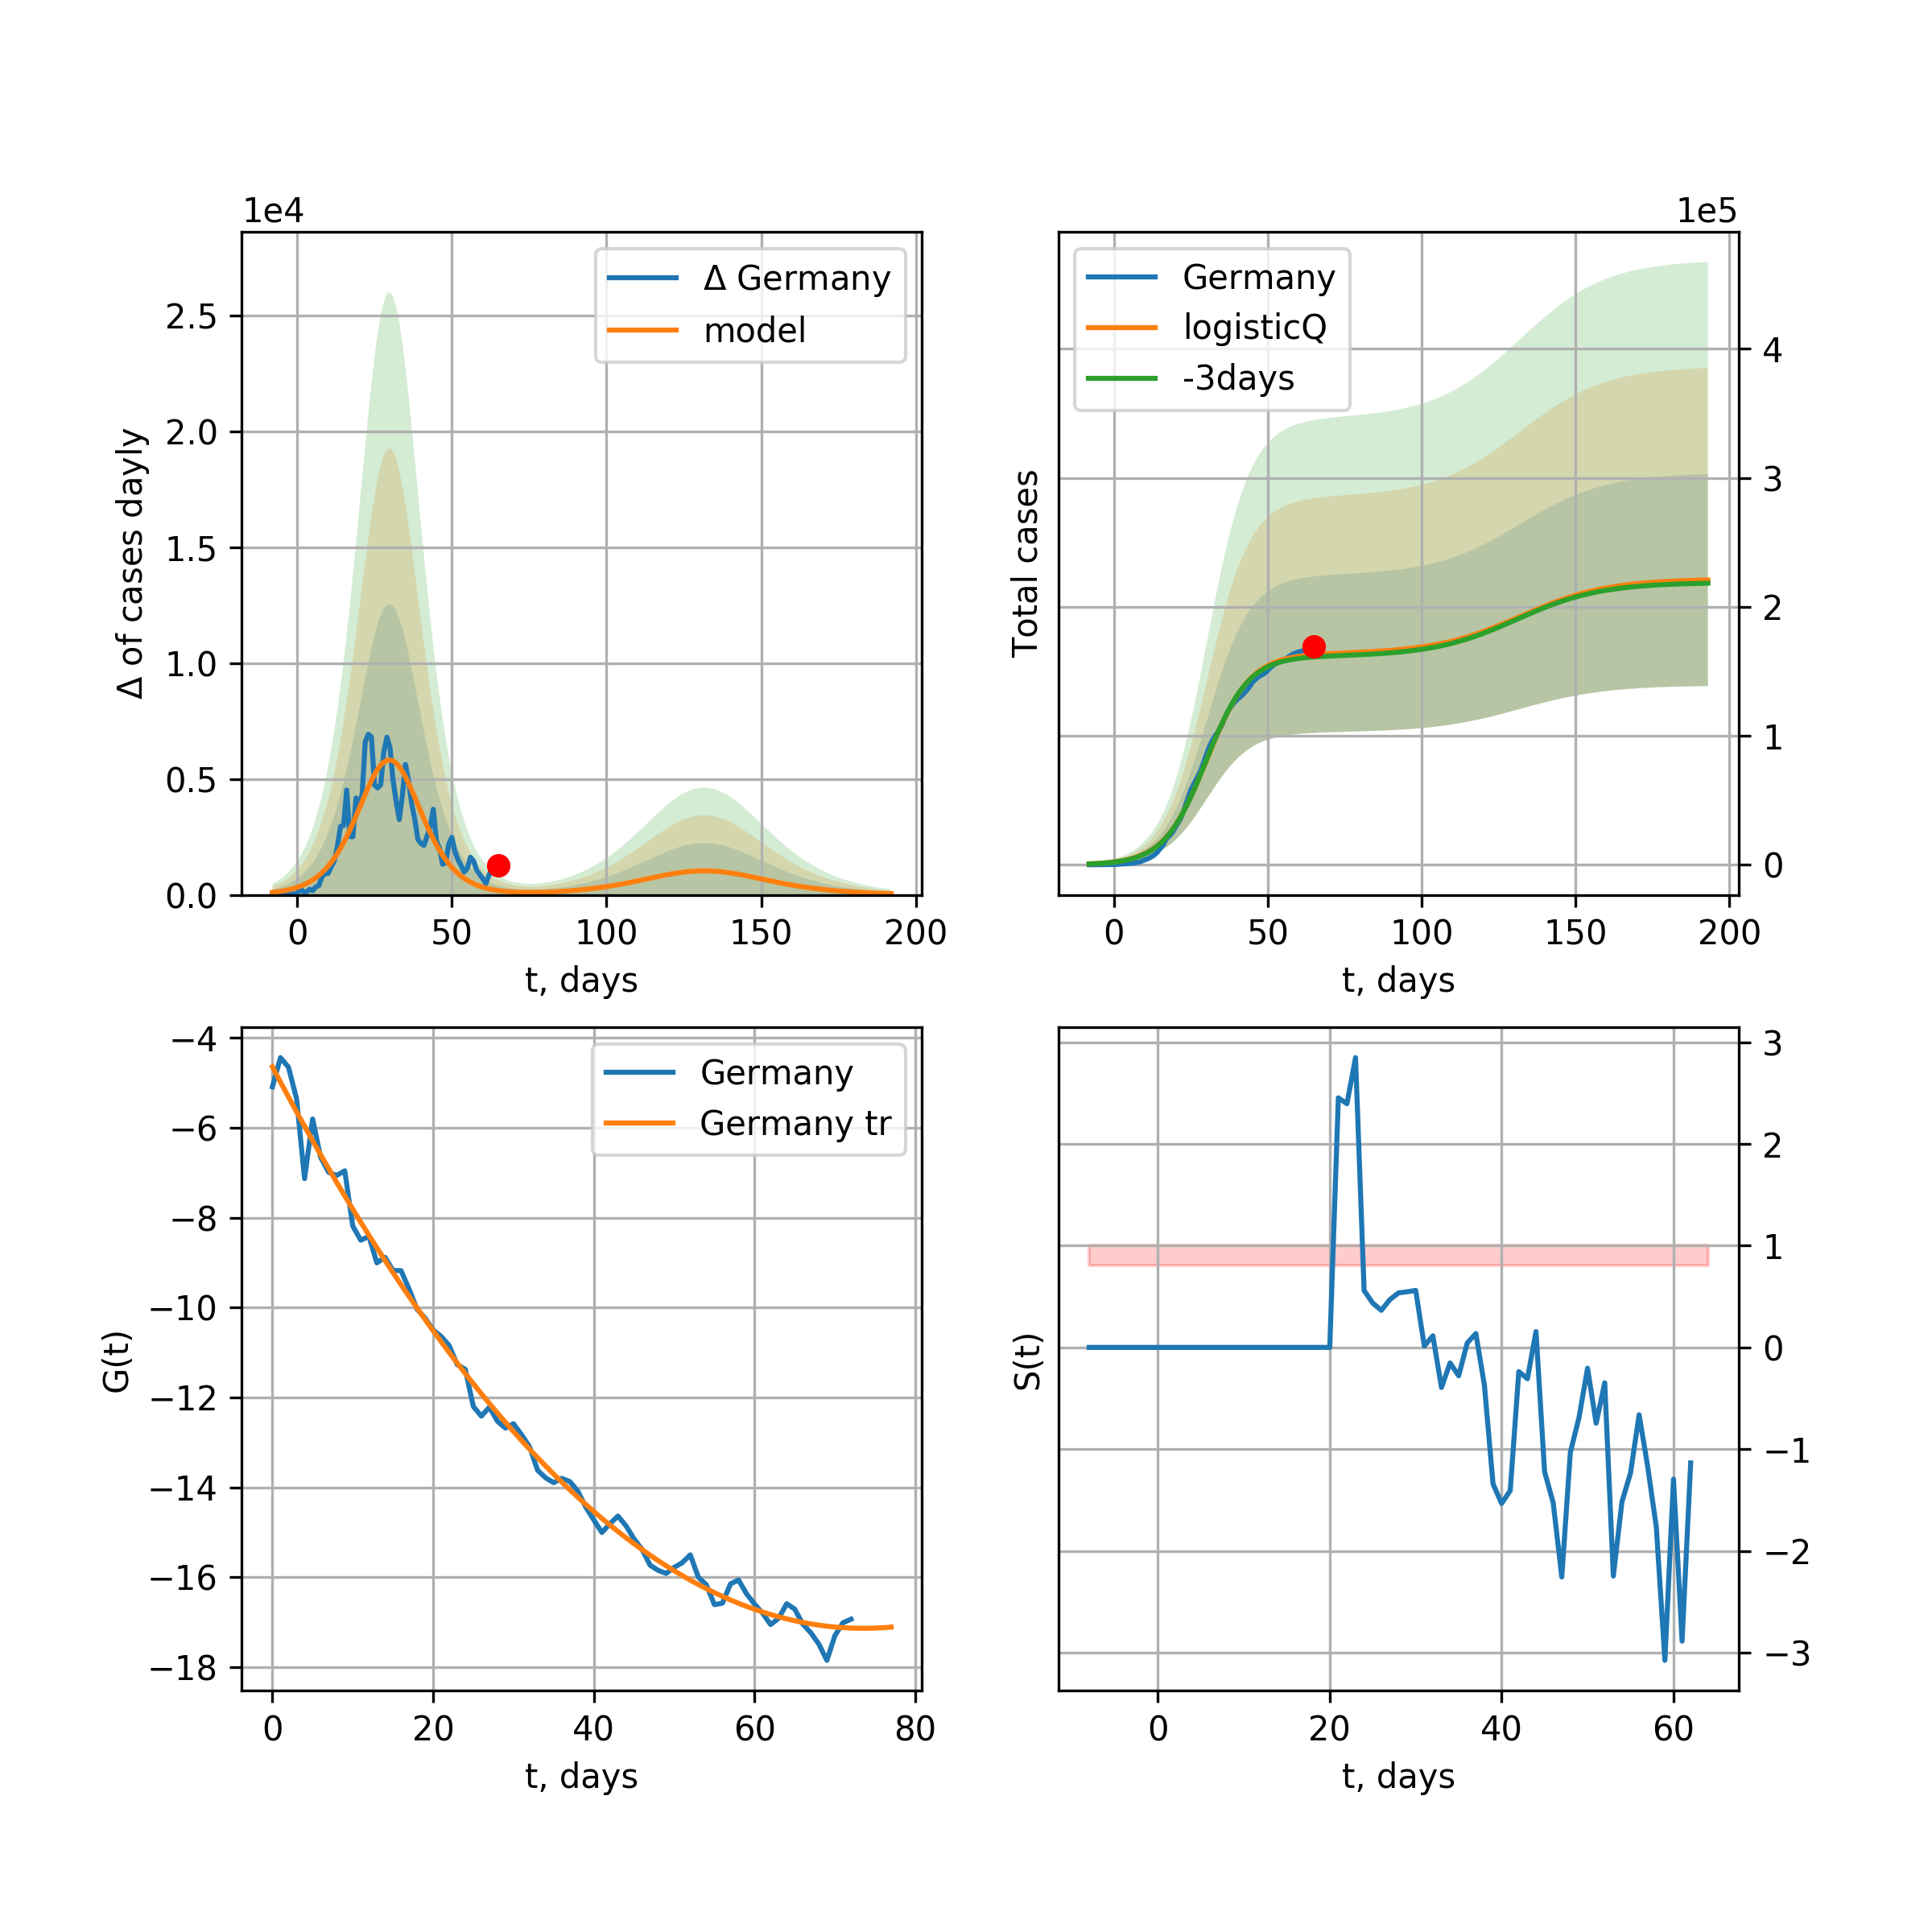 1e4
Δ Germany
model
Δ of cases dayly
2.5
2.0
1.5
1.0
0.5
0.0
0 50 100 150 200
t, days
1e5
Germany
logisticQ
-3days
Total cases
4
3
2
1
0
0 50 100 150 200
t, days
Germany
Germany tr
G(t)
−4
−6
−8
−10
−12
−14
−16
−18
0 20 40 60 80
t, days
S(t)
3
2
1
0
−1
−2
−3
0 20 40 60
t, days